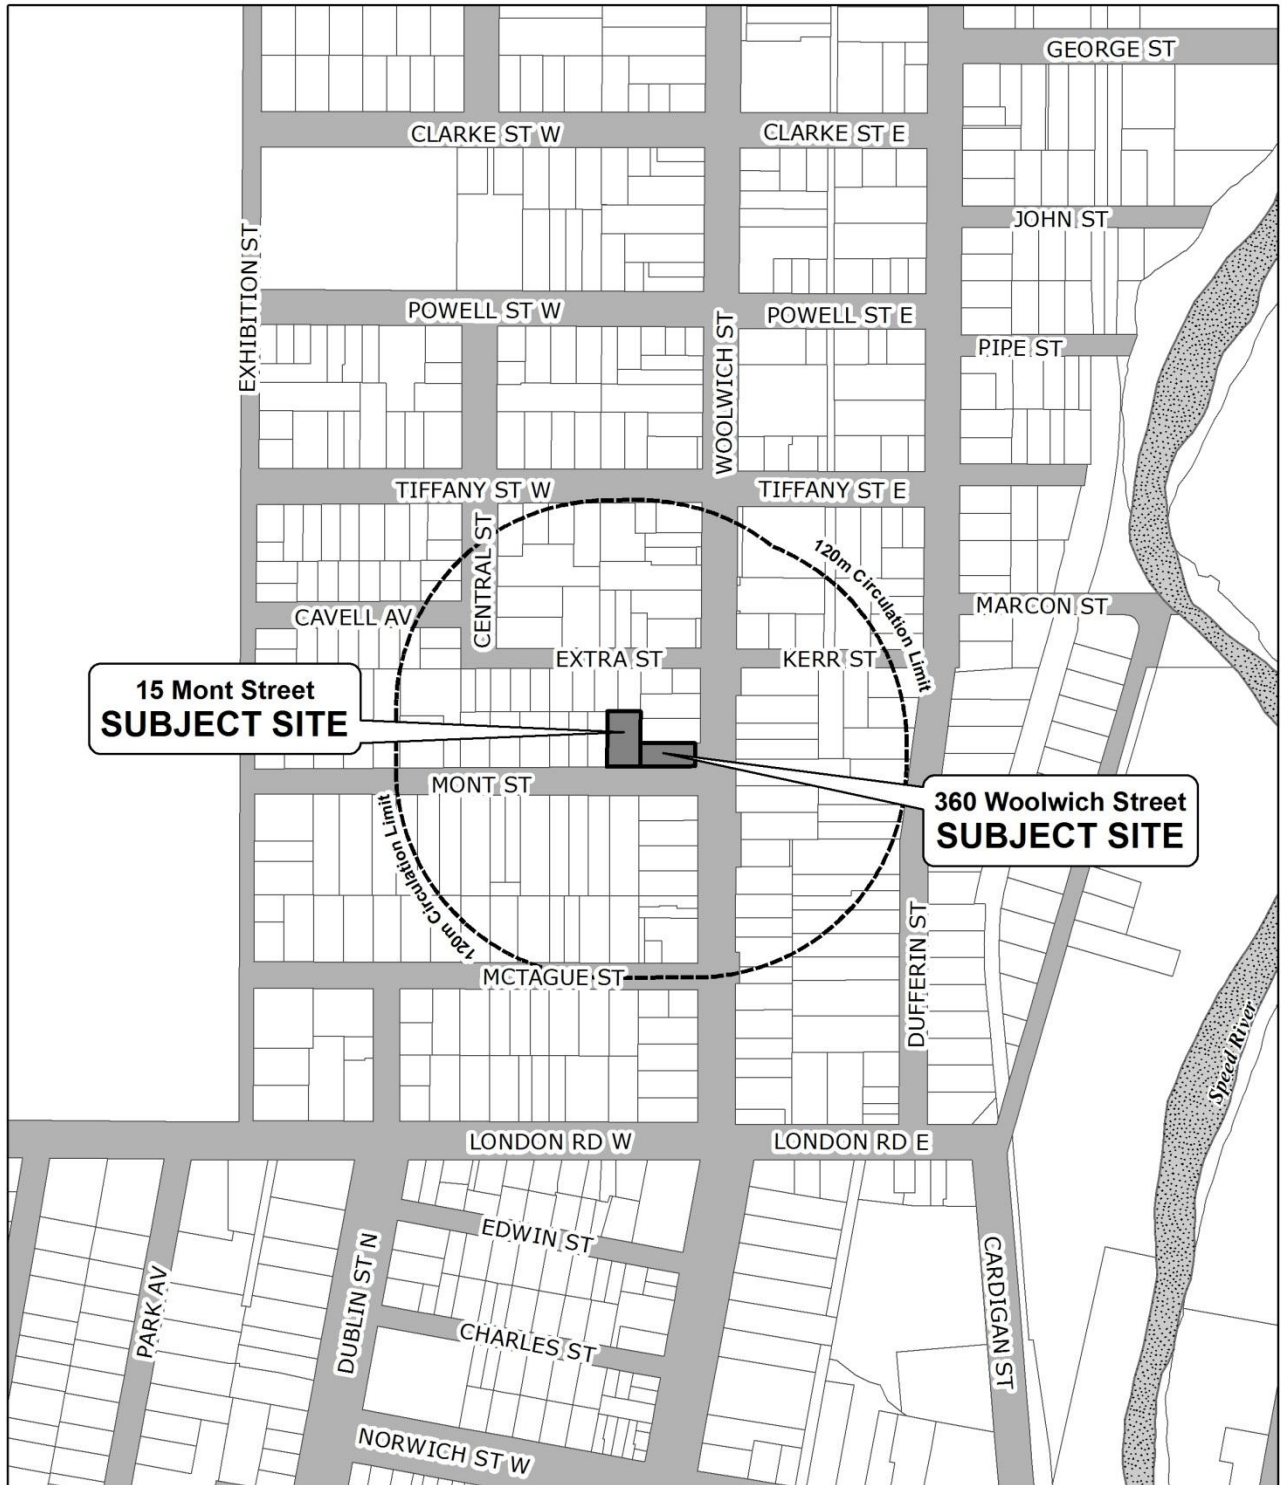 GEORGE ST
CLARKE ST W
CLARKE ST E
JOHN ST
EXHIBITION ST
POWELL ST W
POWELL ST E
WOOLWICH ST
PIPE ST
TIFFANY ST W
TIFFANY ST E
CENTRAL ST
120m Circulation Limit
CAVELL AV
MARCON ST
EXTRA ST
KERR ST
15 Mont Street
SUBJECT SITE
MONT ST
360 Woolwich Street
SUBJECT SITE
120m Circulation Limit
MCTAGUE ST
DUFFERIN ST
Speed River
LONDON RD W
LONDON RD E
EDWIN ST
PARK AV
DUBLIN ST N
CHARLES ST
CARDIGAN ST
NORWICH ST W